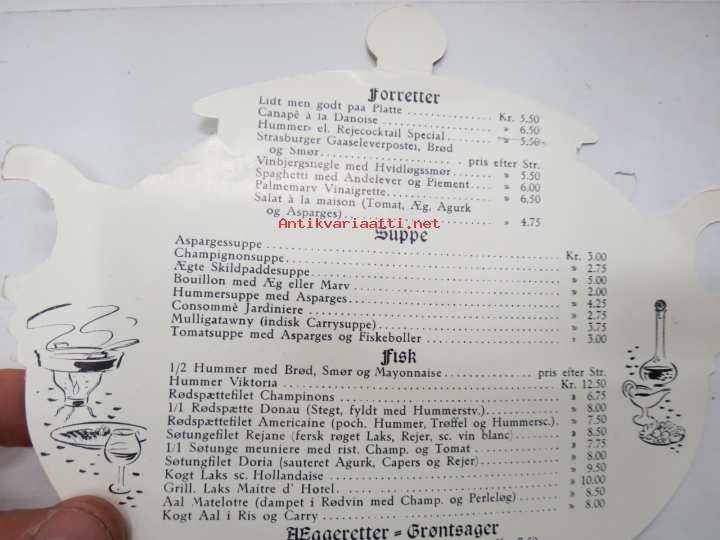 Forretter
Lidt men godt paa Platte Kr. 5.50
Canapè à la Danoise » 6.50
Hummer- el. Rejecocktail Special » 5.50
Strasburger Gaaseleverpostei, Brød
og Smør pris efter Str.
Vinbjergsnegle med Hvidløgssmør » 5.50
Spaghetti med Andelever og Piement » 6.00
Palmemarv Vinaigrette » 6.50
Salat à la maison (Tomat, Æg, Agurk
og Asparges) » 4.75
Antikvariaatti.net
Suppe
Aspargessuppe Kr. 3.00
Champignonsuppe » 2.75
Ægte Skildpaddesuppe » 5.00
Bouillon med Æg eller Marv » 2.00
Hummersuppe med Asparges » 4.25
Consommè Jardiniere » 2.75
Mulligatawny (indisk Carrysuppe) » 3.75
Tomatsuppe med Asparges og Fiskeboller » 3.00
Fisk
1/2 Hummer med Brød, Smør og Mayonnaise pris efter Str.
Hummer Viktoria Kr. 12.50
Rødspættefilet Champinons » 6.75
1/1 Rødspætte Donau (Stegt, fyldt med Hummerstv.) » 8.00
Rødspættefilet Americaine (poch. Hummer, Trøffel og Hummersc.) » 7.50
Søtungefilet Rejane (fersk røget Laks, Rejer, sc. vin blanc) » 8.50
1/1 Søtunge meuniere med rist. Champ. og Tomat » 7.75
Søtungfilet Doria (sauteret Agurk, Capers og Rejer) » 8.00
Kogt Laks sc. Hollandaise » 9.50
Grill. Laks Maitre d' Hotel » 10.00
Aal Matelotte (dampet i Rødvin med Champ. og Perleløg) » 8.50
Kogt Aal i Ris og Carry » 8.00
Æggeretter = Grøntsager